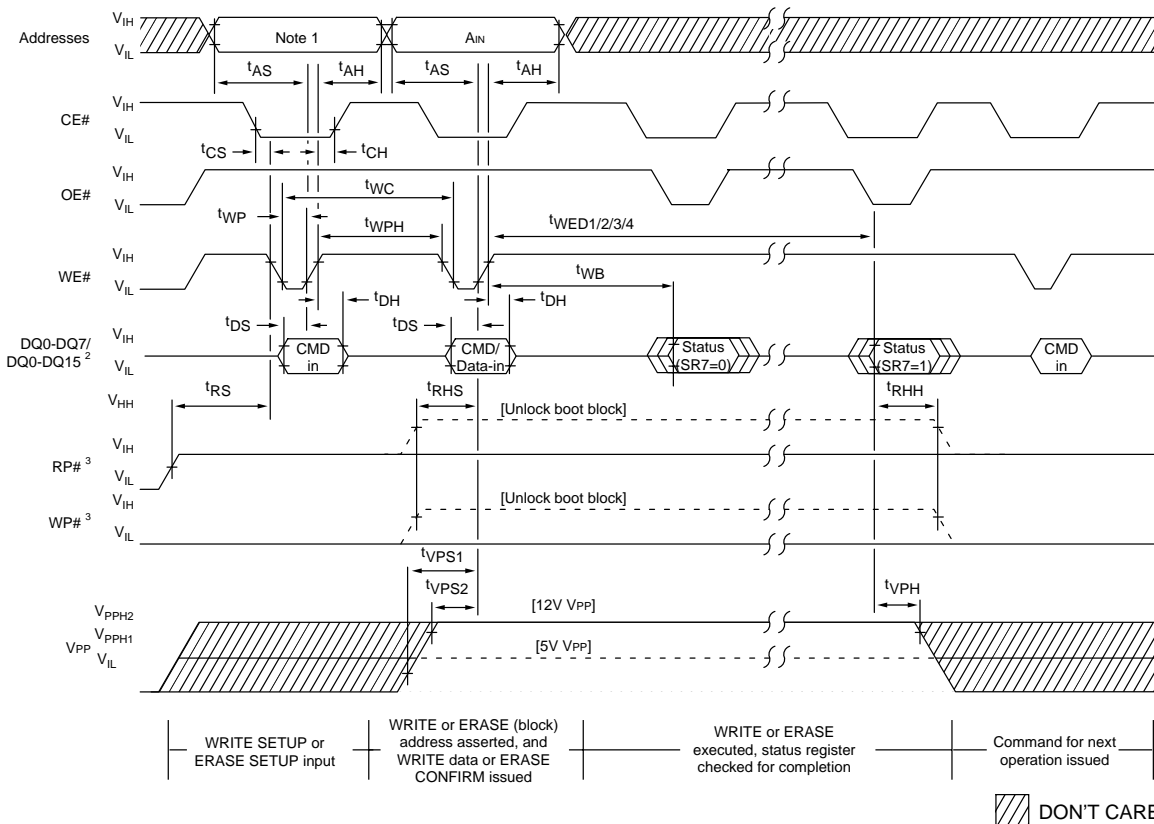 Addresses
VIH
VIL
Note 1
AIN
tAS
tAH
tAS
tAH
CE#
VIH
VIL
tCS
tCH
OE#
VIH
VIL
tWC
tWP
tWPH
tWED1/2/3/4
WE#
VIH
VIL
tWB
tDH
tDH
tDS
tDS
DQ0-DQ7/
DQ0-DQ15 2
VIH
VIL
CMD
in
CMD/
Data-in
Status
(SR7=0)
Status
(SR7=1)
CMD
in
tRS
tRHS
tRHH
VHH
[Unlock boot block]
VIH
RP# 3
VIL
VIH
[Unlock boot block]
WP# 3
VIL
tVPS1
tVPS2
tVPH
VPPH2
[12V VPP]
VPPH1
VPP
VIL
[5V VPP]
WRITE SETUP or
ERASE SETUP input
WRITE or ERASE (block)
address asserted, and
WRITE data or ERASE
CONFIRM issued
WRITE or ERASE
executed, status register
checked for completion
Command for next
operation issued
DON'T CARE